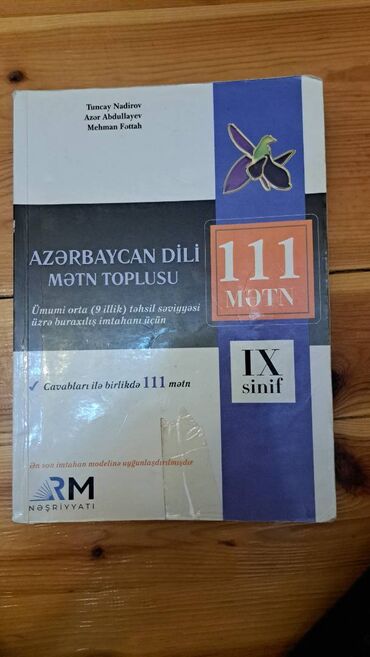 Tuncay Nadirov
Azər Abdullayev
Mehman Fəttah
AZƏRBAYCAN DİLİ
MƏTN TOPLUSU
111
MƏTN
Ümumi orta (9 illik) təhsil səviyyəsi
üzrə buraxılış imtahanı üçün
IX
sinif
✓ Cavabları ilə birlikdə 111 mətn
Ən son imtahan modelinə uyğunlaşdırılmışdır
RM
NƏŞRİYYATI